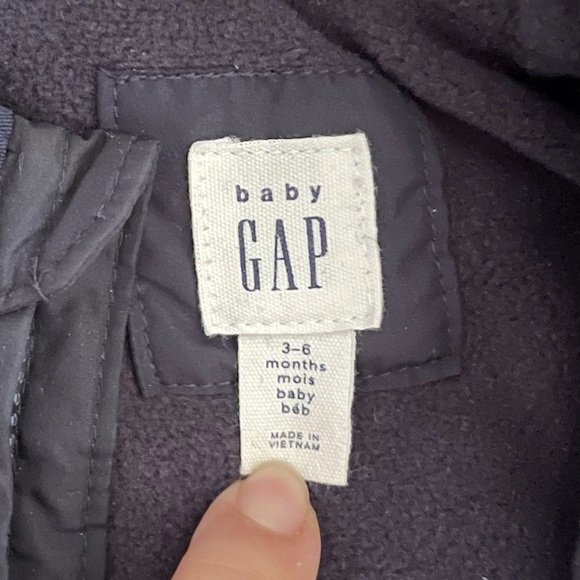 baby
GAP
3-6
months
mois
baby
béb
MADE IN
VIETNAM